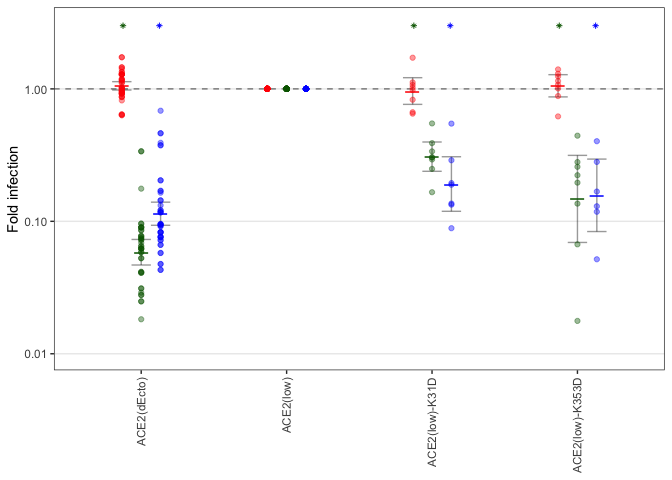 * * * * * *
Fold infection
1.00
0.10
0.01
ACE2(dEcto)
ACE2(low)
ACE2(low)-K31D
ACE2(low)-K353D